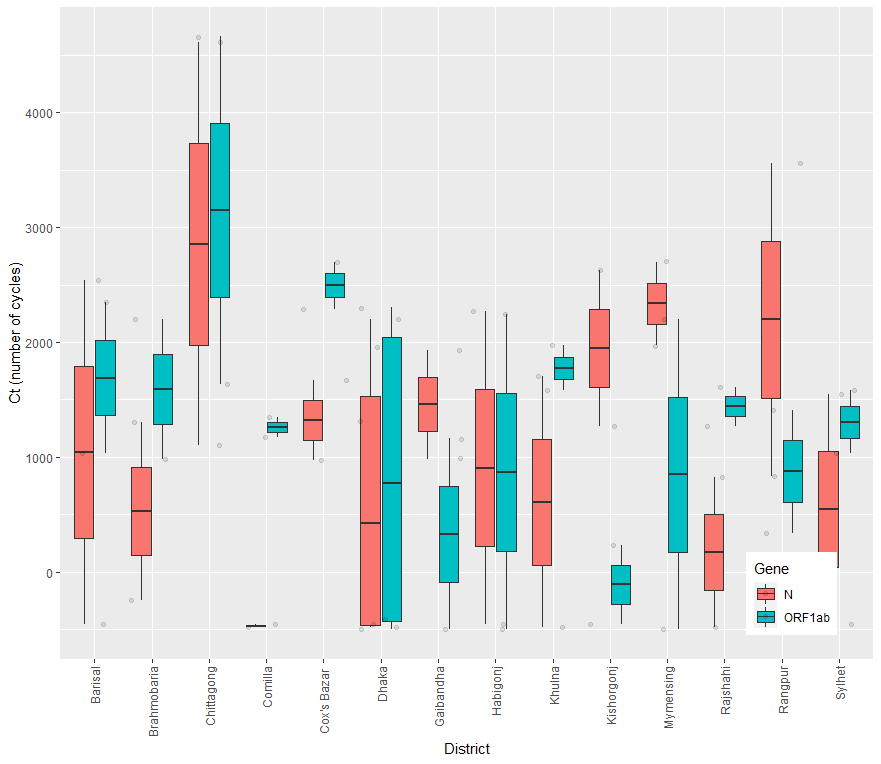 Ct (number of cycles)
4000
3000
2000
1000
0
Gene
N
ORF1ab
Barisal
Brahmobaria
Chittagong
Comilla
Cox's Bazar
Dhaka
Gaibandha
Habigonj
Khulna
Kishorgonj
Mymensing
Rajshahi
Rangpur
Sylhet
District